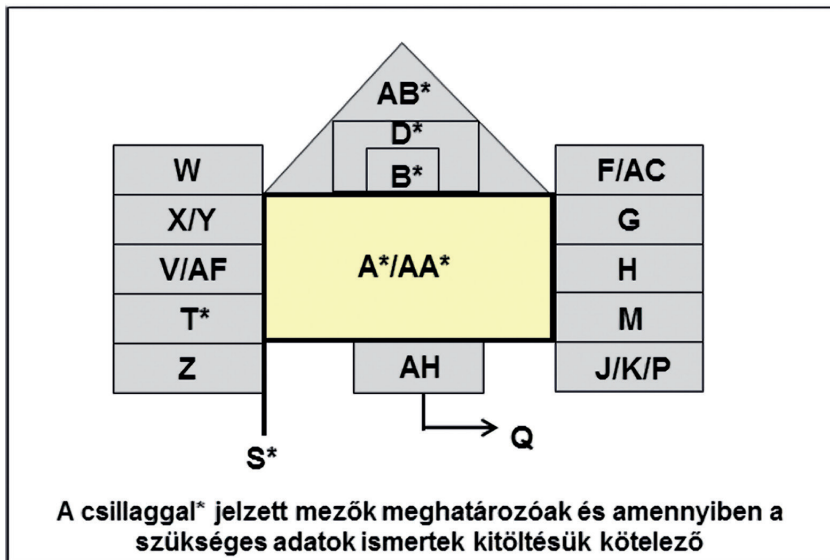 AB*
D*
B*
W
F/AC
X/Y
G
V/AF
A*/AA*
H
T*
M
Z
AH
J/K/P
Q
S*
A csillaggal* jelzett mezők meghatározóak és amennyiben a
szükséges adatok ismertek kitöltésük kötelező